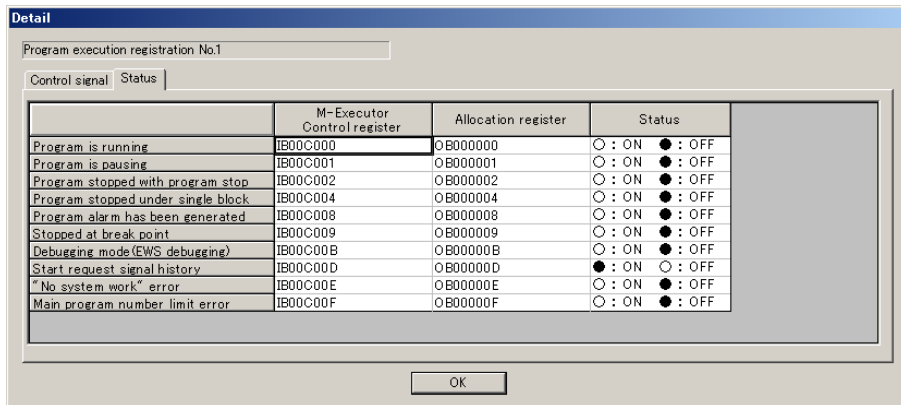 Detail
Program execution registration No.1
Control signal Status
M-Executor
Control register Allocation register Status
Program is running IB00C000 OB000000 ○ : ON ● : OFF
Program is pausing IB00C001 OB000001 ○ : ON ● : OFF
Program stopped with program stop IB00C002 OB000002 ○ : ON ● : OFF
Program stopped under single block IB00C004 OB000004 ○ : ON ● : OFF
Program alarm has been generated IB00C008 OB000008 ○ : ON ● : OFF
Stopped at break point IB00C009 OB000009 ○ : ON ● : OFF
Debugging mode(EWS debugging) IB00C00B OB00000B ○ : ON ● : OFF
Start request signal history IB00C00D OB00000D ● : ON ○ : OFF
"No system work" error IB00C00E OB00000E ○ : ON ● : OFF
Main program number limit error IB00C00F OB00000F ○ : ON ● : OFF
OK